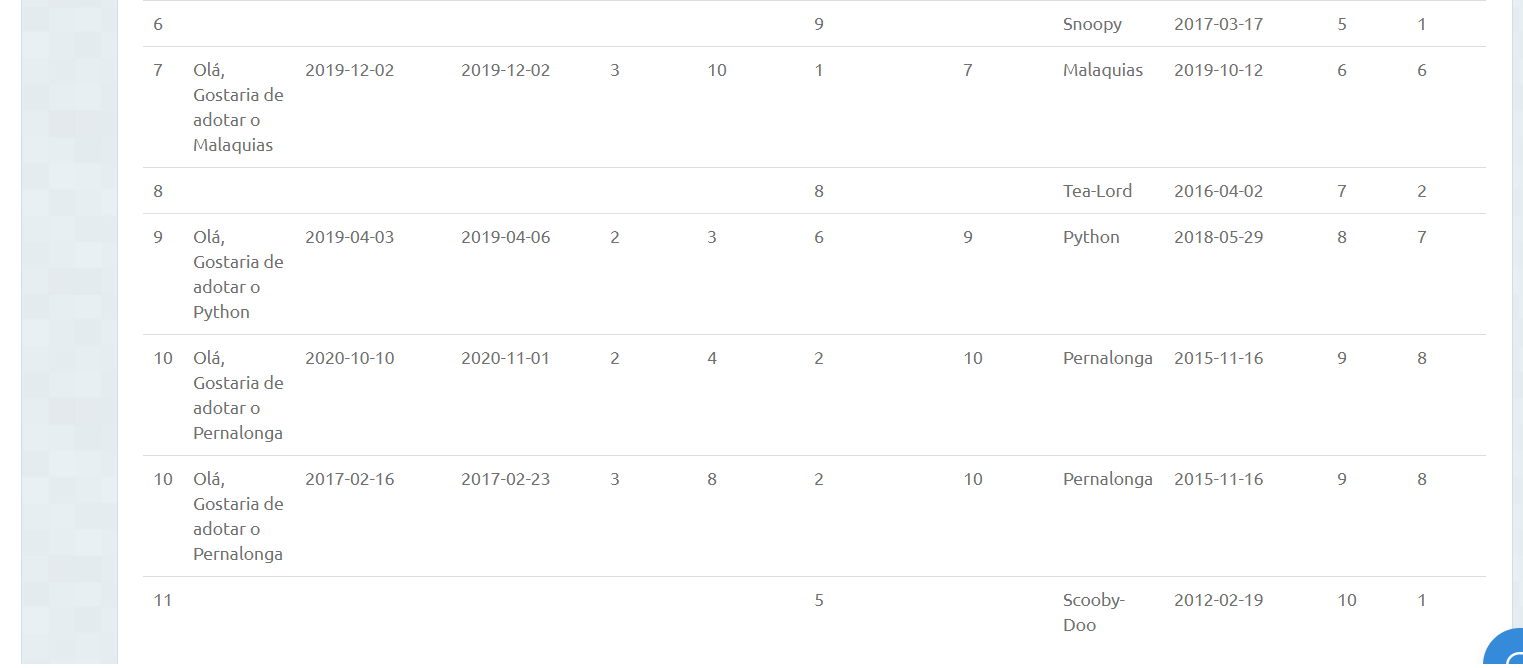 6 9 Snoopy 2017-03-17 5 1
7 Olá, 2019-12-02 2019-12-02 3 10 1 7 Malaquias 2019-10-12 6 6
Gostaria de
adotar o
Malaquias
8 8 Tea-Lord 2016-04-02 7 2
9 Olá, 2019-04-03 2019-04-06 2 3 6 9 Python 2018-05-29 8 7
Gostaria de
adotar o
Python
10 Olá, 2020-10-10 2020-11-01 2 4 2 10 Pernalonga 2015-11-16 9 8
Gostaria de
adotar o
Pernalonga
10 Olá, 2017-02-16 2017-02-23 3 8 2 10 Pernalonga 2015-11-16 9 8
Gostaria de
adotar o
Pernalonga
11 5 Scooby- 2012-02-19 10 1
Doo